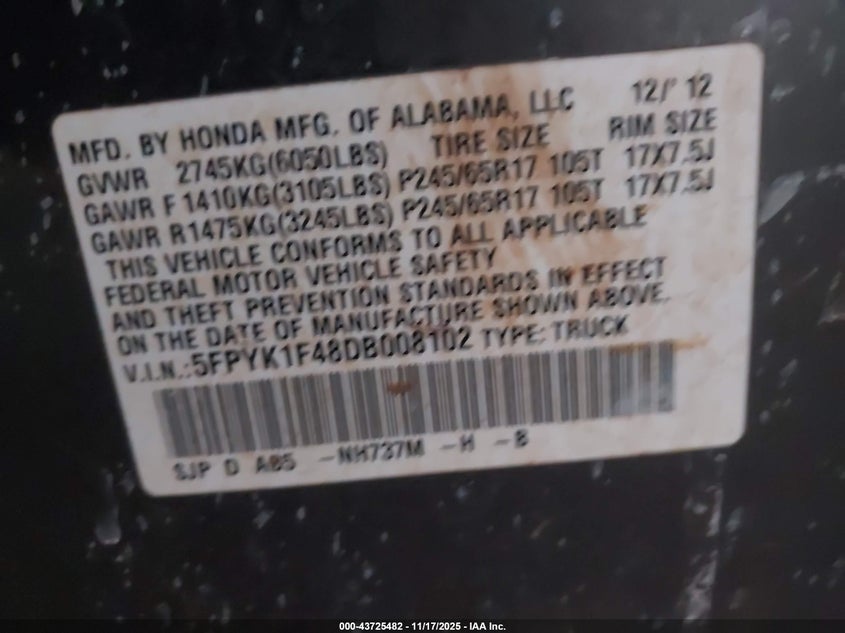 MFD. BY HONDA MFG. OF ALABAMA, LLC 12/' 12
GVWR 2745KG(6050LBS) TIRE SIZE RIM SIZE
GAWR F 1410KG(3105LBS) P245/65R17 105T 17X7.5J
GAWR R1475KG(3245LBS) P245/65R17 105T 17X7.5J
THIS VEHICLE CONFORMS TO ALL APPLICABLE
FEDERAL MOTOR VEHICLE SAFETY
AND THEFT PREVENTION STANDARDS IN EFFECT
ON THE DATE OF MANUFACTURE SHOWN ABOVE.
V.I.N.:5FPYK1F48DB008102 TYPE: TRUCK
SJP D AB5 -NH737M -H -B
000-43725482 - 11/17/2025 - IAA Inc.